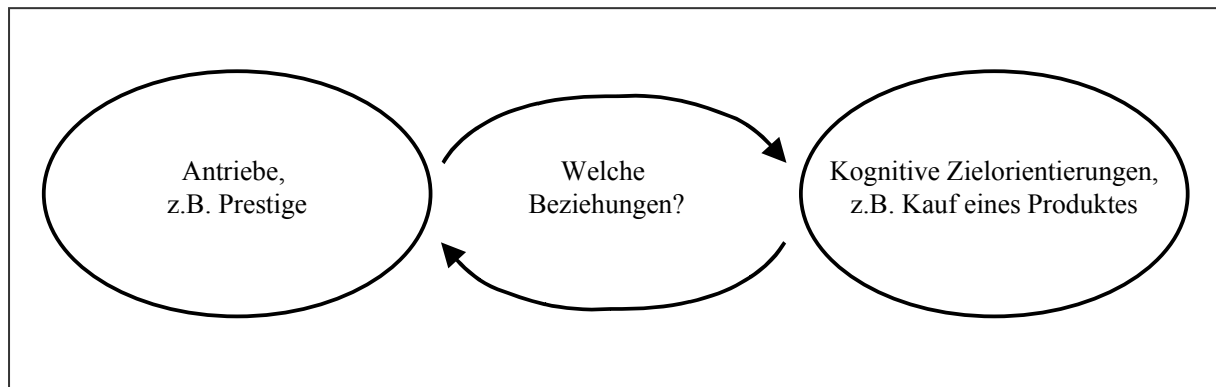 Antriebe,
z.B. Prestige
Welche
Beziehungen?
Kognitive Zielorientierungen,
z.B. Kauf eines Produktes